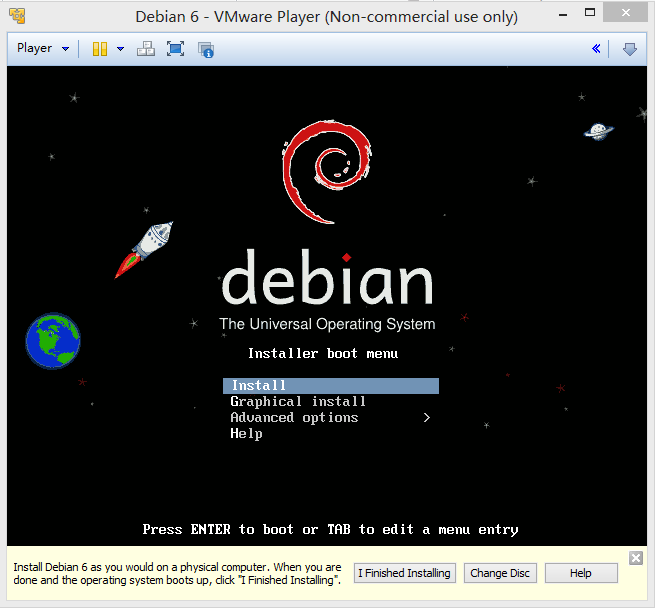 Debian 6 - VMware Player (Non-commercial use only)
Player
debian
The Universal Operating System
Installer boot menu
Install
Graphical install
Advanced options >
Help
Press ENTER to boot or TAB to edit a menu entry
Install Debian 6 as you would on a physical computer. When you are
done and the operating system boots up, click "I Finished Installing".
I Finished Installing
Change Disc
Help